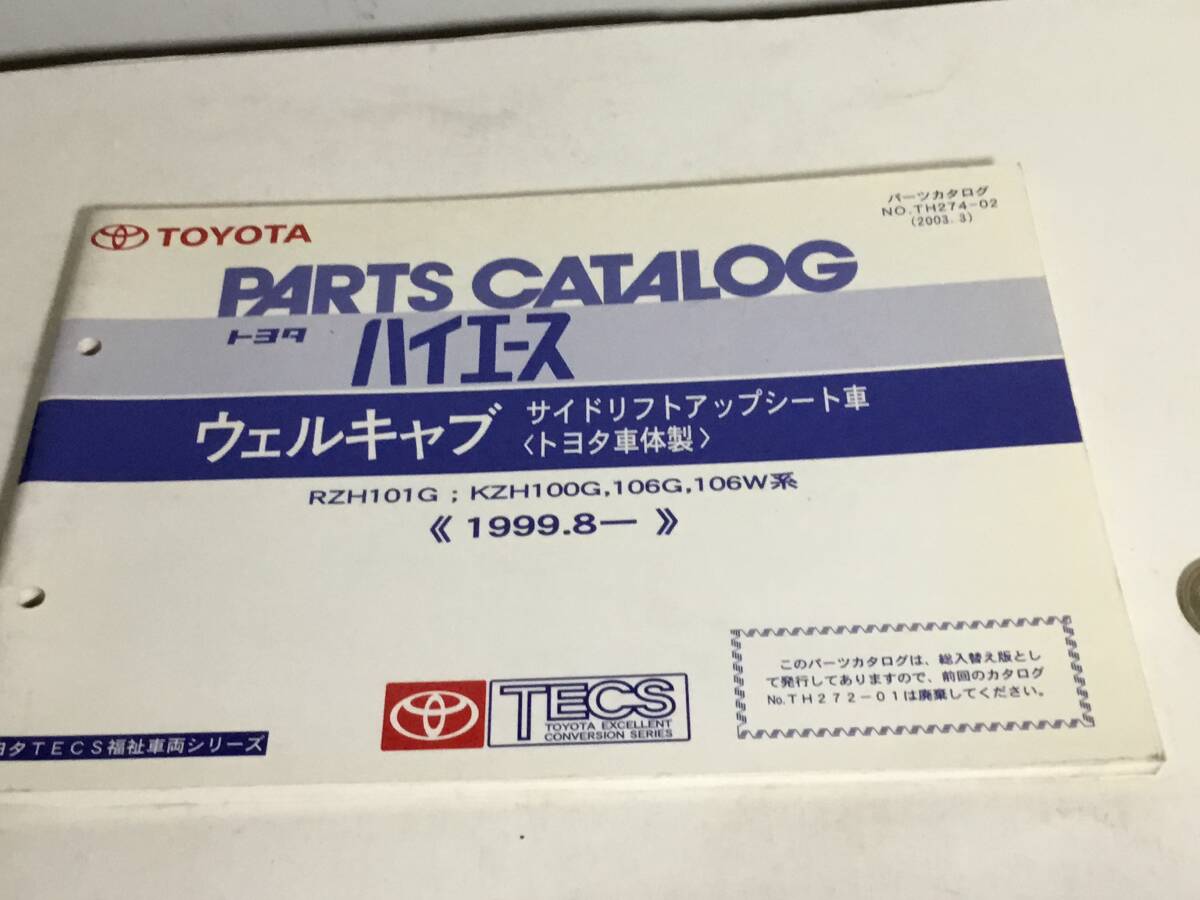 TOYOTA
パーツカタログ
NO.TH274-02
(2003. 3)
PARTS CATALOG
トヨタ ハイエース
ウェルキャブ サイドリフトアップシート車
〈トヨタ車体製〉
RZH101G ; KZH100G,106G,106W系
《 1999.8— 》
このパーツカタログは、総入替え版とし
て発行してありますので、前回のカタログ
No.TH272-01は廃棄してください。
TECS
TOYOTA EXCELLENT
CONVERSION SERIES
ヨタTECS福祉車両シリーズ